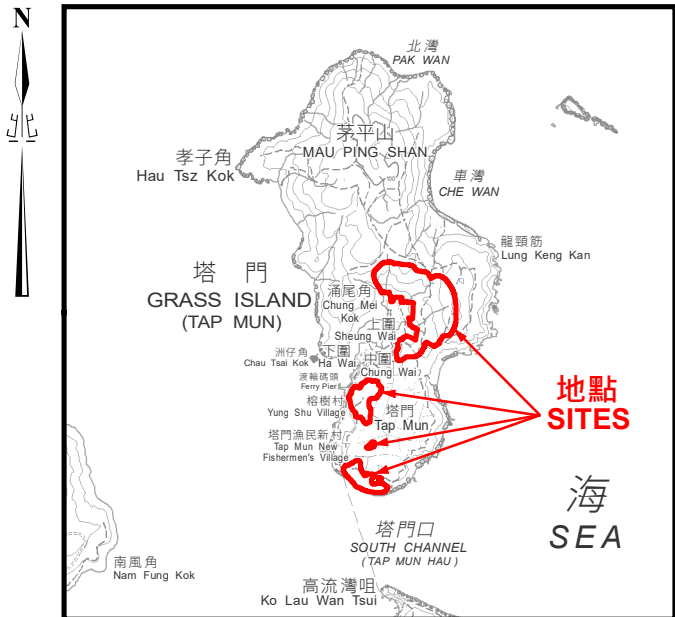 N
北灣
PAK WAN
茅平山
MAU PING SHAN
孝子角
Hau Tsz Kok
車灣
CHE WAN
龍頸筋
Lung Keng Kan
塔 門
GRASS ISLAND
(TAP MUN)
涌尾角
Chung Mei
Kok
上圍
Sheung Wai
洲仔角
Chau Tsai Kok
下圍
Ha Wai
中圍
Chung Wai
渡輪碼頭
Ferry Pier
榕樹村
Yung Shu Village
塔門
Tap Mun
地點
SITES
塔門漁民新村
Tap Mun New
Fishermen's Village
海
SEA
塔門口
SOUTH CHANNEL
(TAP MUN HAU)
南風角
Nam Fung Kok
高流灣咀
Ko Lau Wan Tsui